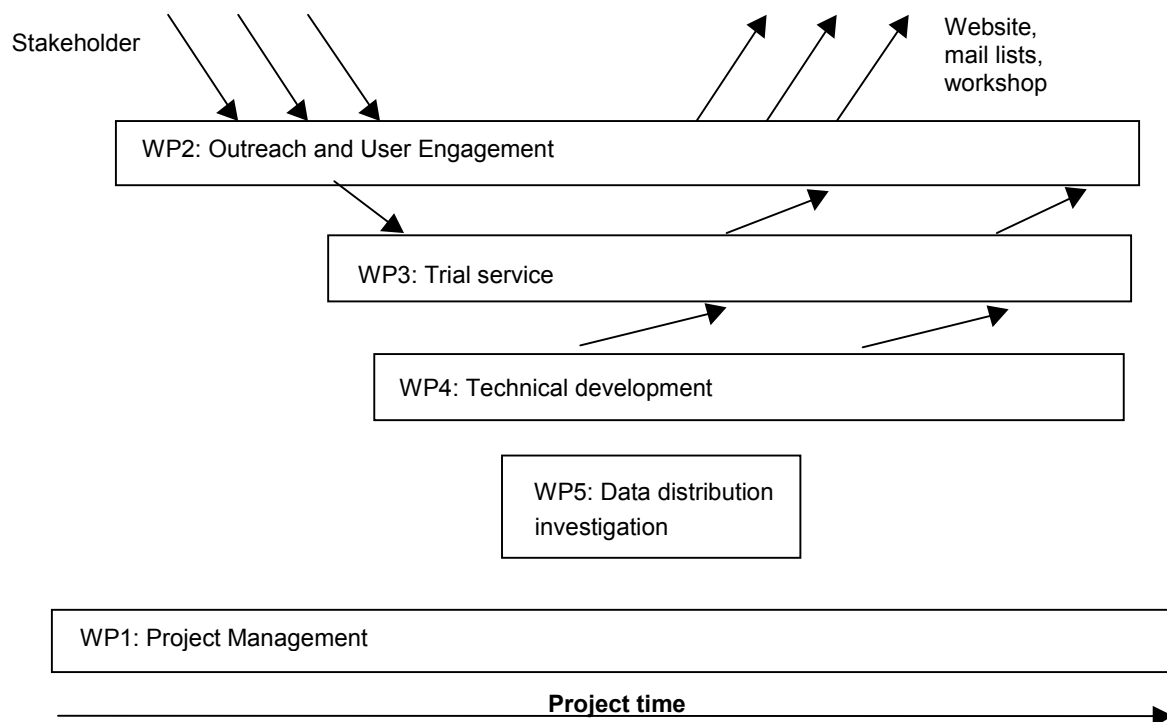 Stakeholder
Website,
mail lists,
workshop
WP2: Outreach and User Engagement
WP3: Trial service
WP4: Technical development
WP5: Data distribution
investigation
WP1: Project Management
Project time